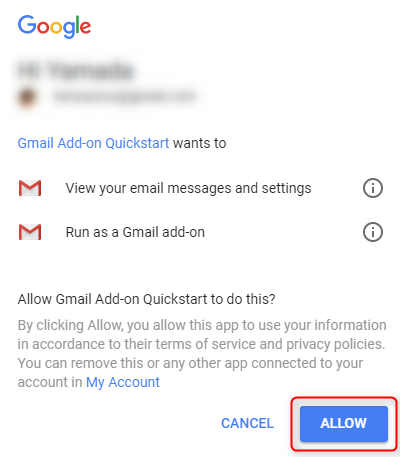 Google
Hi Yamada
Gmail Add-on Quickstart wants to
View your email messages and settings
Run as a Gmail add-on
Allow Gmail Add-on Quickstart to do this?
By clicking Allow, you allow this app to use your information
in accordance to their terms of service and privacy policies.
You can remove this or any other app connected to your
account in My Account
CANCEL
ALLOW